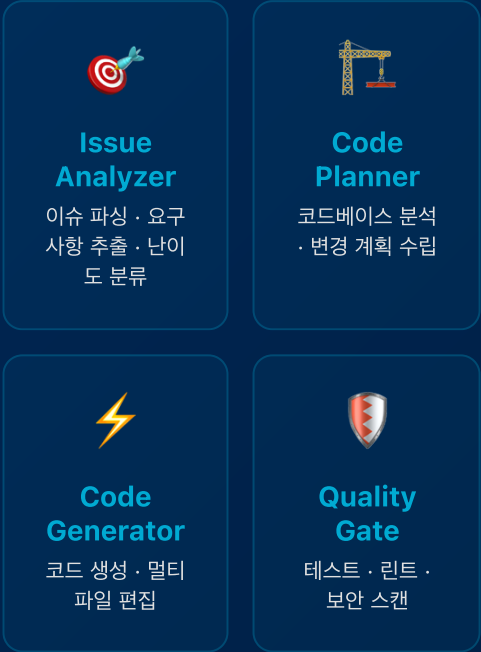 Issue
Analyzer
이슈 파싱 · 요구
사항 추출 · 난이
도 분류
Code
Planner
코드베이스 분석
· 변경 계획 수립
Code
Generator
코드 생성 · 멀티
파일 편집
Quality
Gate
테스트 · 린트 ·
보안 스캔